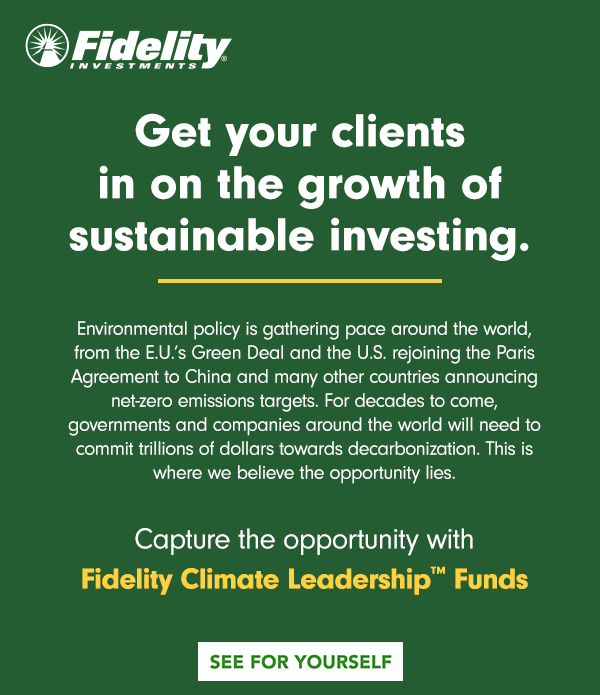 Fidelity
INVESTMENTS®
Get your clients
in on the growth of
sustainable investing.
Environmental policy is gathering pace around the world,
from the E.U.’s Green Deal and the U.S. rejoining the Paris
Agreement to China and many other countries announcing
net-zero emissions targets. For decades to come,
governments and companies around the world will need to
commit trillions of dollars towards decarbonization. This is
where we believe the opportunity lies.
Capture the opportunity with
Fidelity Climate Leadership™ Funds
SEE FOR YOURSELF